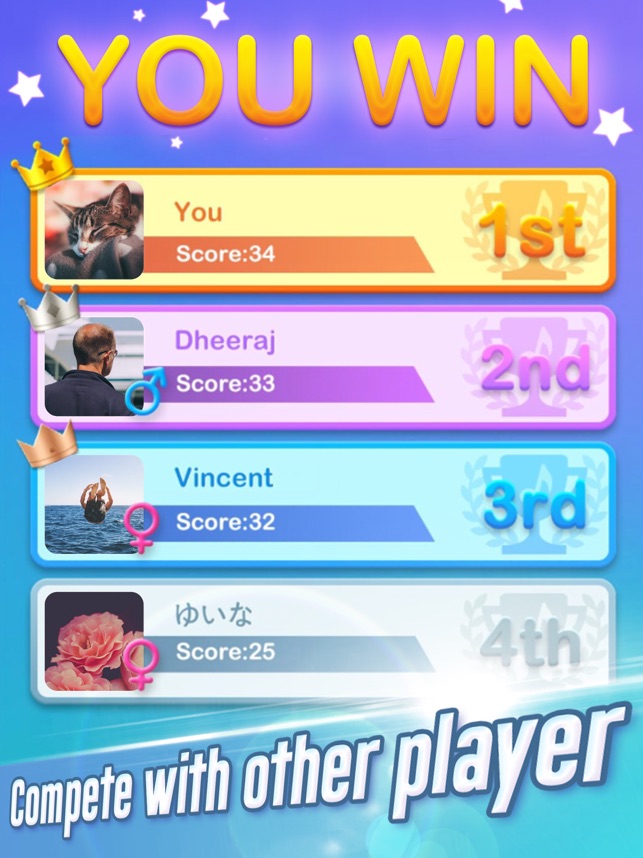 YOU WIN
You
Score:34
1st
Dheeraj
Score:33
2nd
Vincent
Score:32
3rd
ゆいな
Score:25
4th
Compete with other player